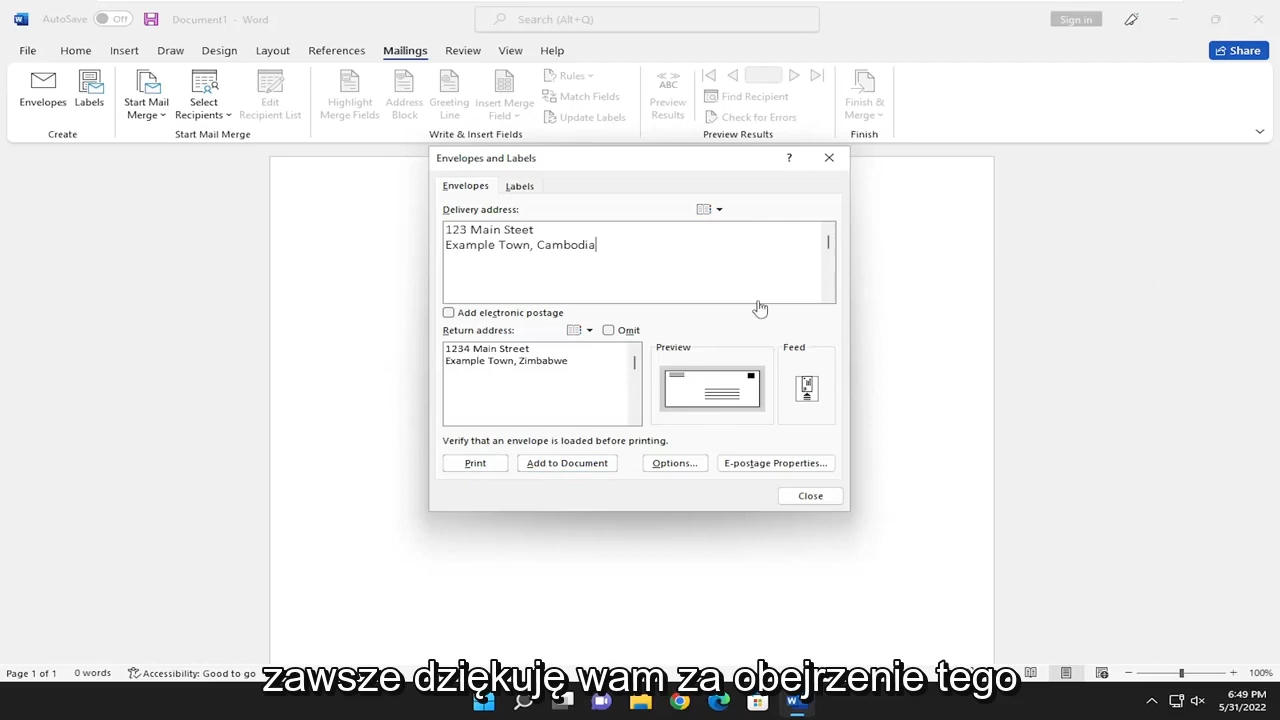 AutoSave Off Document1 - Word Search (Alt+Q) Sign in
File Home Insert Draw Design Layout References Mailings Review View Help Share
Envelopes Labels Start Mail Merge Select Recipients Edit Recipient List Highlight Merge Fields Address Block Greeting Line Insert Merge Field Rules Match Fields Update Labels ABC Preview Results Find Recipient Check for Errors Finish & Merge
Create Start Mail Merge Write & Insert Fields Preview Results Finish
Envelopes and Labels ?
Envelopes Labels
Delivery address:
123 Main Steet
Example Town, Cambodia
Add electronic postage
Return address: Omit
1234 Main Street
Example Town, Zimbabwe
Preview Feed
Verify that an envelope is loaded before printing.
Print Add to Document Options... E-postage Properties...
Close
Page 1 of 1 0 words Accessibility: Good to go 100%
zawsze dziękuję wam za obejrzenie tego
6:49 PM
5/31/2022